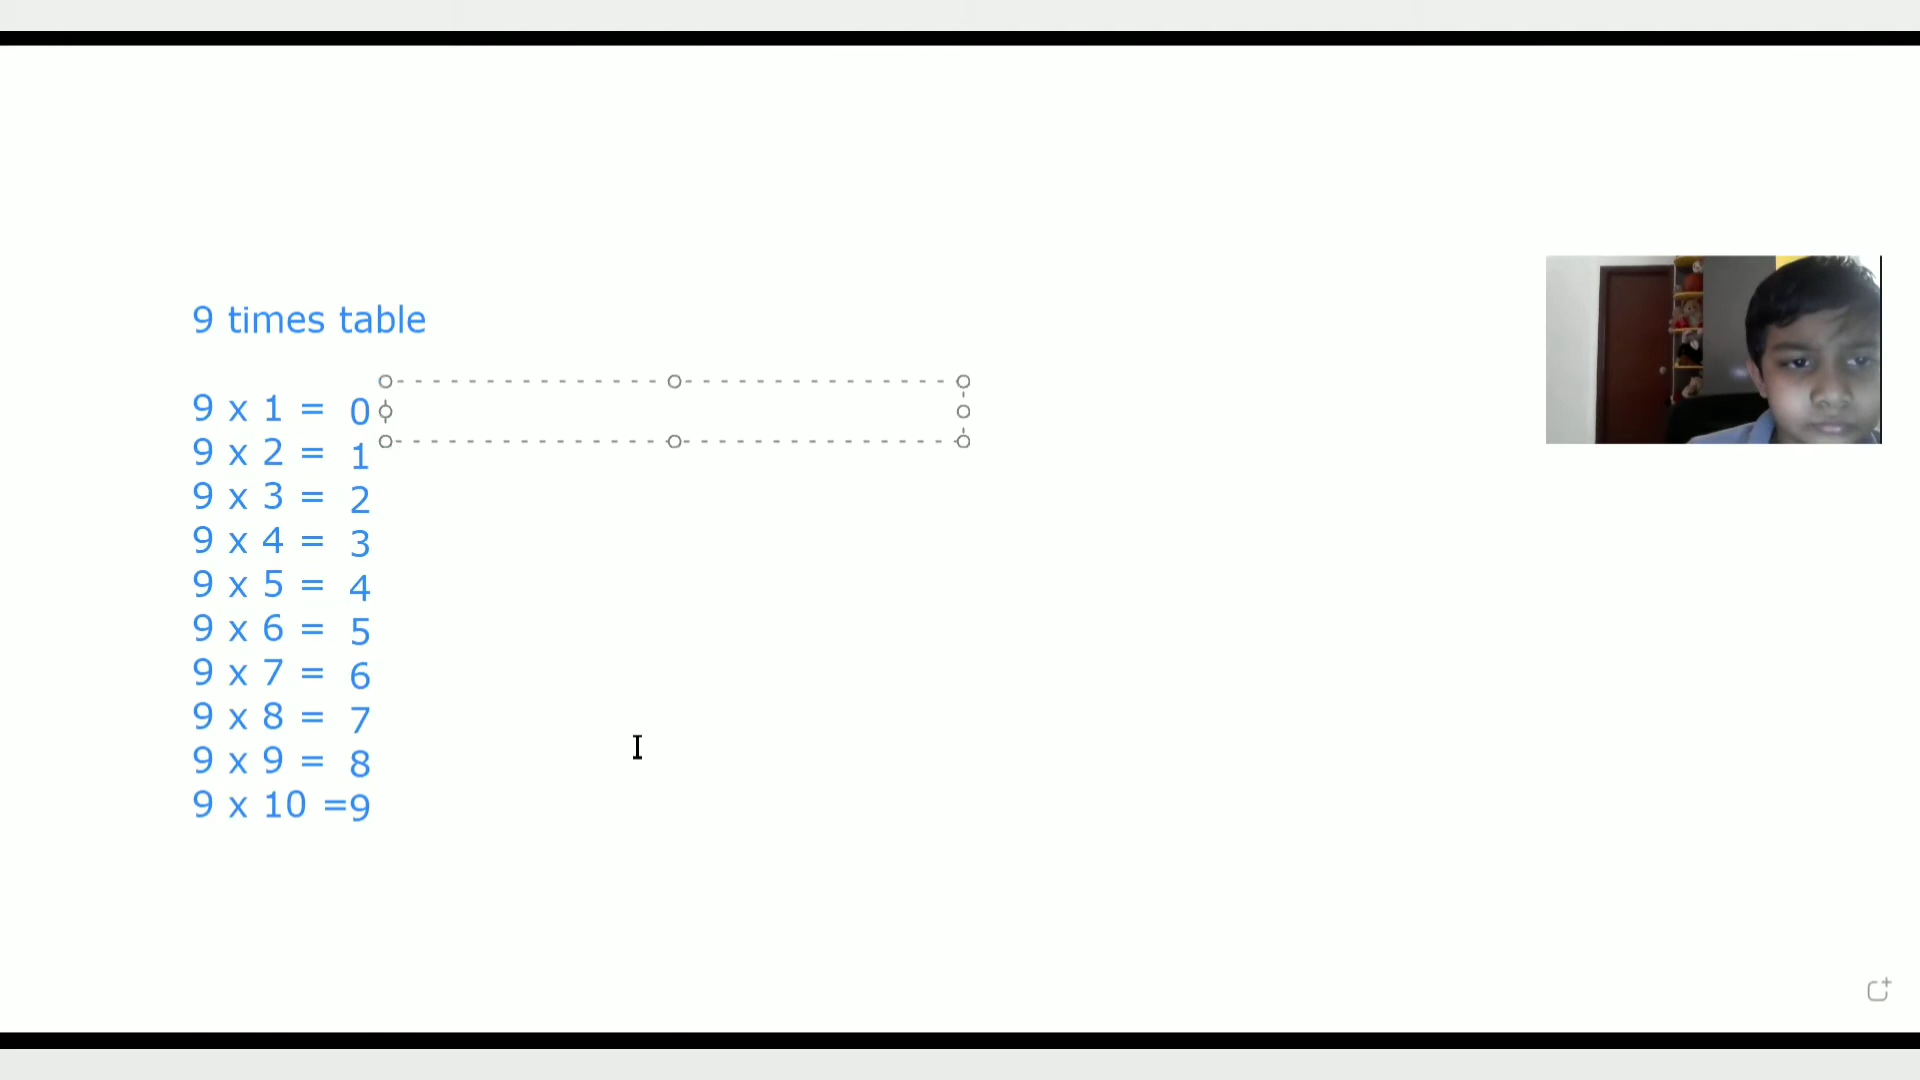 9 times table
9 x 1 = 0
9 x 2 = 1
9 x 3 = 2
9 x 4 = 3
9 x 5 = 4
9 x 6 = 5
9 x 7 = 6
9 x 8 = 7
9 x 9 = 8
9 x 10 =9